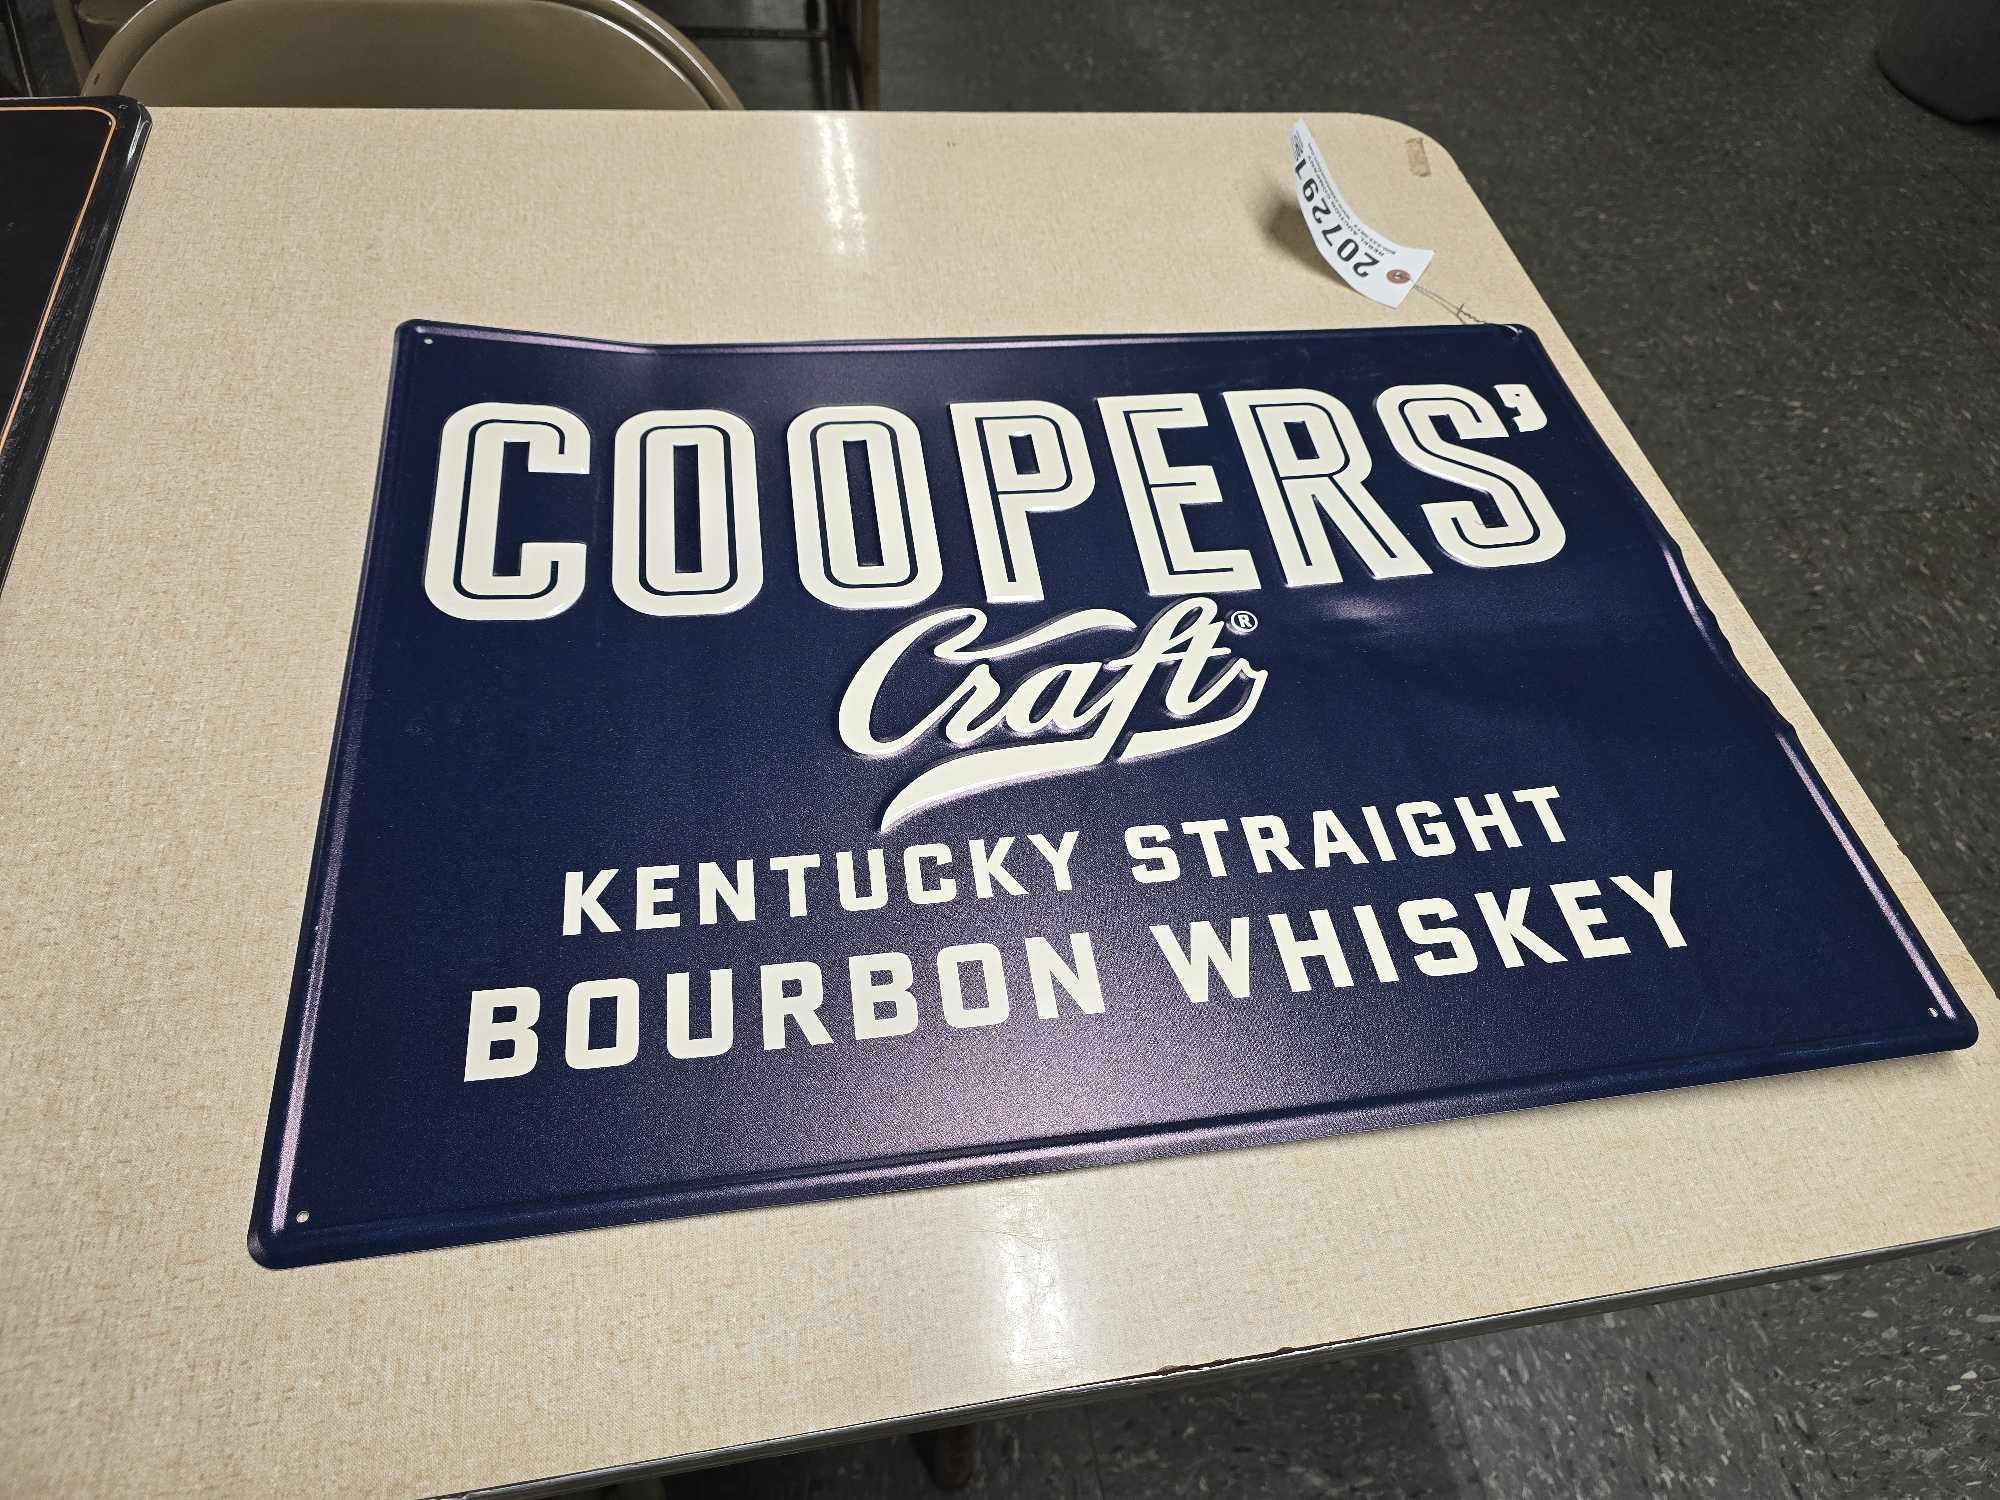 COOPERS'
Craft®
KENTUCKY STRAIGHT
BOURBON WHISKEY
207291